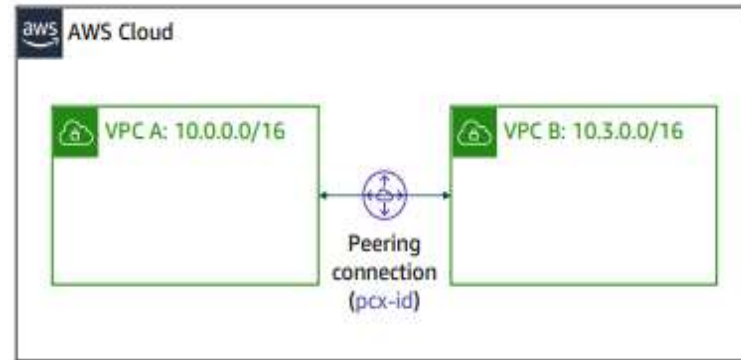 aws AWS Cloud
VPC A: 10.0.0.0/16
VPC B: 10.3.0.0/16
Peering
connection
(pcx-id)